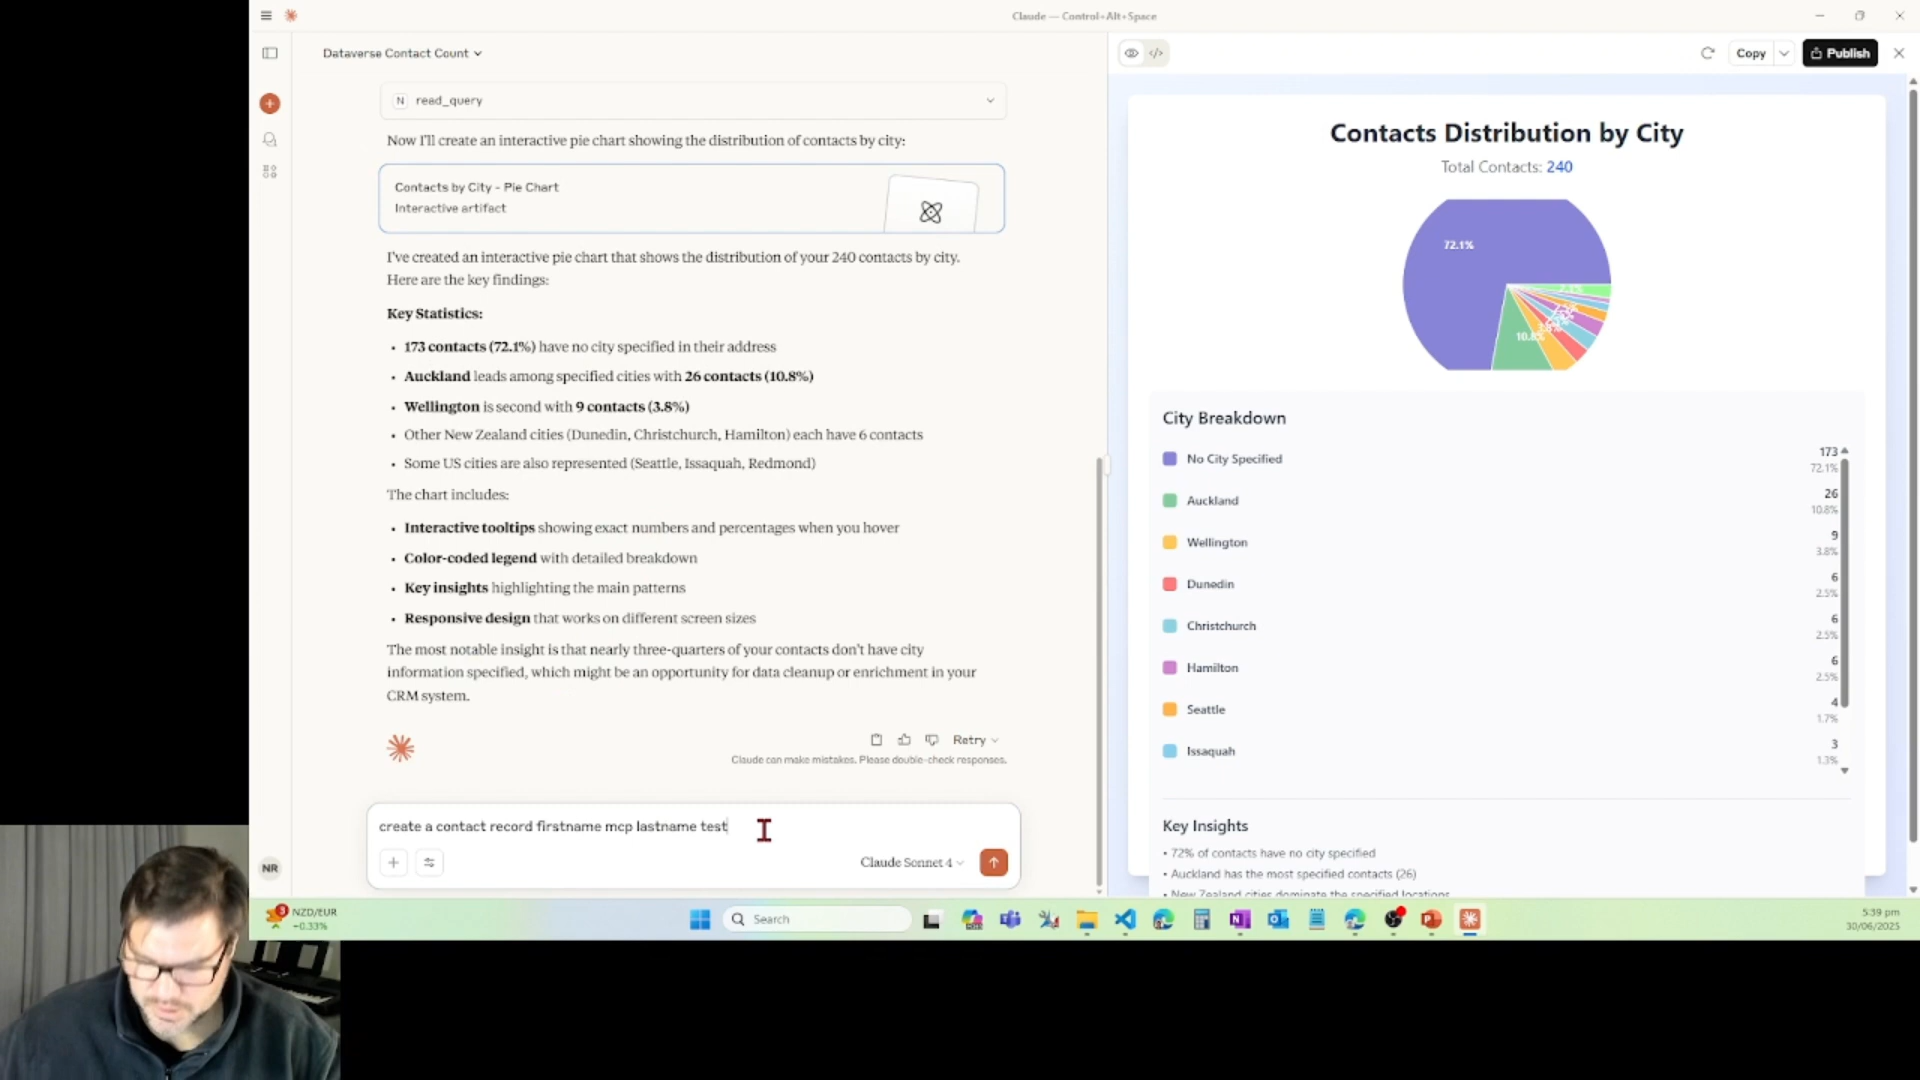 Claude — Control+Alt+Space
Dataverse Contact Count
Copy
Publish
N read_query
Now I'll create an interactive pie chart showing the distribution of contacts by city:
Contacts by City - Pie Chart
Interactive artifact
I've created an interactive pie chart that shows the distribution of your 240 contacts by city.
Here are the key findings:
Key Statistics:
• 173 contacts (72.1%) have no city specified in their address
• Auckland leads among specified cities with 26 contacts (10.8%)
• Wellington is second with 9 contacts (3.8%)
• Other New Zealand cities (Dunedin, Christchurch, Hamilton) each have 6 contacts
• Some US cities are also represented (Seattle, Issaquah, Redmond)
The chart includes:
• Interactive tooltips showing exact numbers and percentages when you hover
• Color-coded legend with detailed breakdown
• Key insights highlighting the main patterns
• Responsive design that works on different screen sizes
The most notable insight is that nearly three-quarters of your contacts don't have city
information specified, which might be an opportunity for data cleanup or enrichment in your
CRM system.
Retry
Claude can make mistakes. Please double-check responses.
create a contact record firstname mcp lastname test
Claude Sonnet 4
NR
Contacts Distribution by City
Total Contacts: 240
72.1%
10.8%
City Breakdown
No City Specified
173
72.1%
Auckland
26
10.8%
Wellington
9
3.8%
Dunedin
6
2.5%
Christchurch
6
2.5%
Hamilton
6
2.5%
Seattle
4
1.7%
Issaquah
3
1.3%
Key Insights
• 72% of contacts have no city specified
• Auckland has the most specified contacts (26)
• New Zealand cities dominate the specified locations
3
NZD/EUR
+0.33%
Search
5:39 pm
30/06/2025